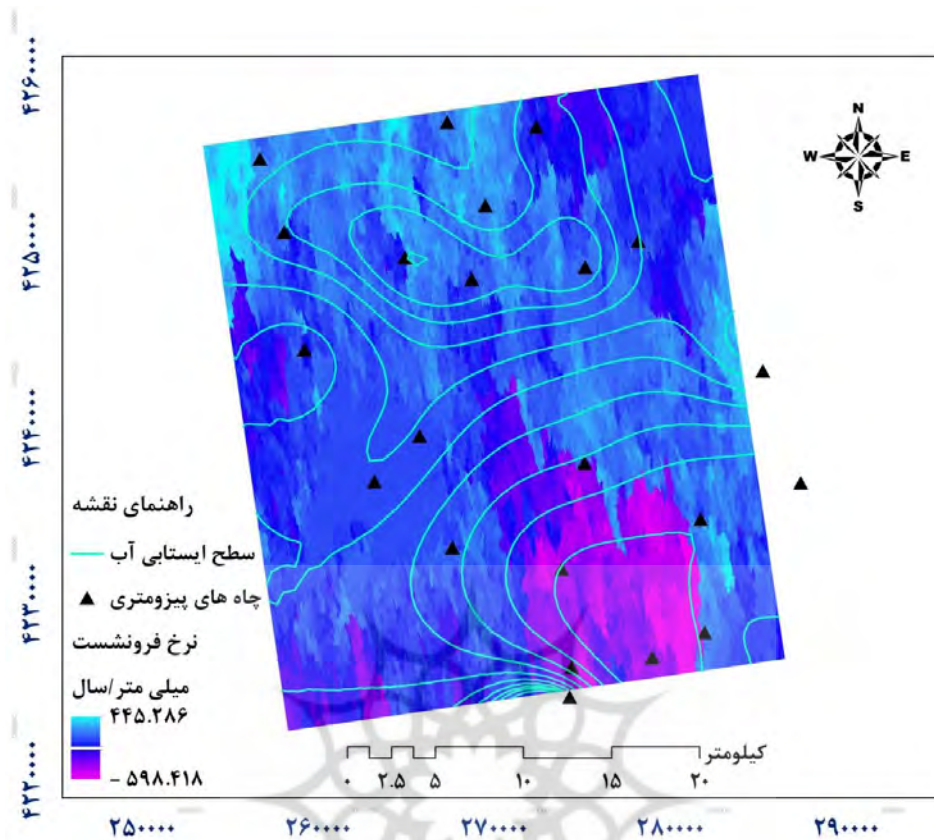 ۴۲۶۰۰۰۰
۴۲۵۰۰۰۰
۴۲۴۰۰۰۰
۴۲۳۰۰۰۰
۴۲۲۰۰۰۰
N
W E
S
راهنمای نقشه
سطح ایستابی آب
چاه های پیزومتری
نرخ فرونشست
میلی متر/سال
۴۴۵.۲۸۶
- ۵۹۸.۴۱۸
کیلومتر
۰ ۲.۵ ۵ ۱۰ ۱۵ ۲۰
۲۵۰۰۰۰ ۲۶۰۰۰۰ ۲۷۰۰۰۰ ۲۸۰۰۰۰ ۲۹۰۰۰۰